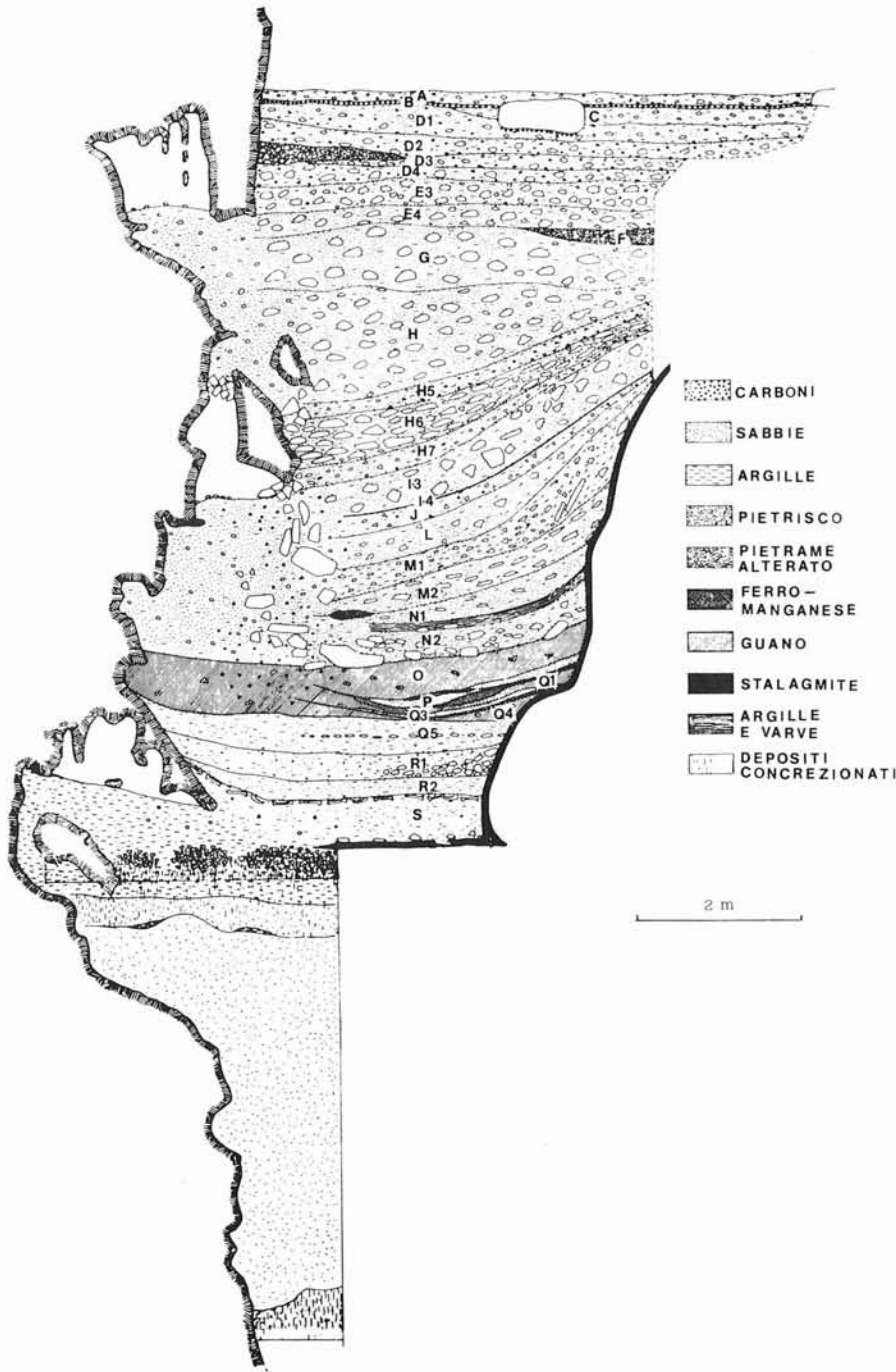 A
B
C
D1
D2
D3
D4
E3
E4
F
G
H
H5
H6
H7
I3
I4
J
L
M1
M2
N1
N2
O
Q1
P
Q3
Q4
Q5
R1
R2
S
CARBONI
SABBIE
ARGILLE
PIETRISCO
PIETRAME
ALTERATO
FERRO-
MANGANESE
GUANO
STALAGMITE
ARGILLE
E VARVE
DEPOSITI
CONCREZIONATI
2 m